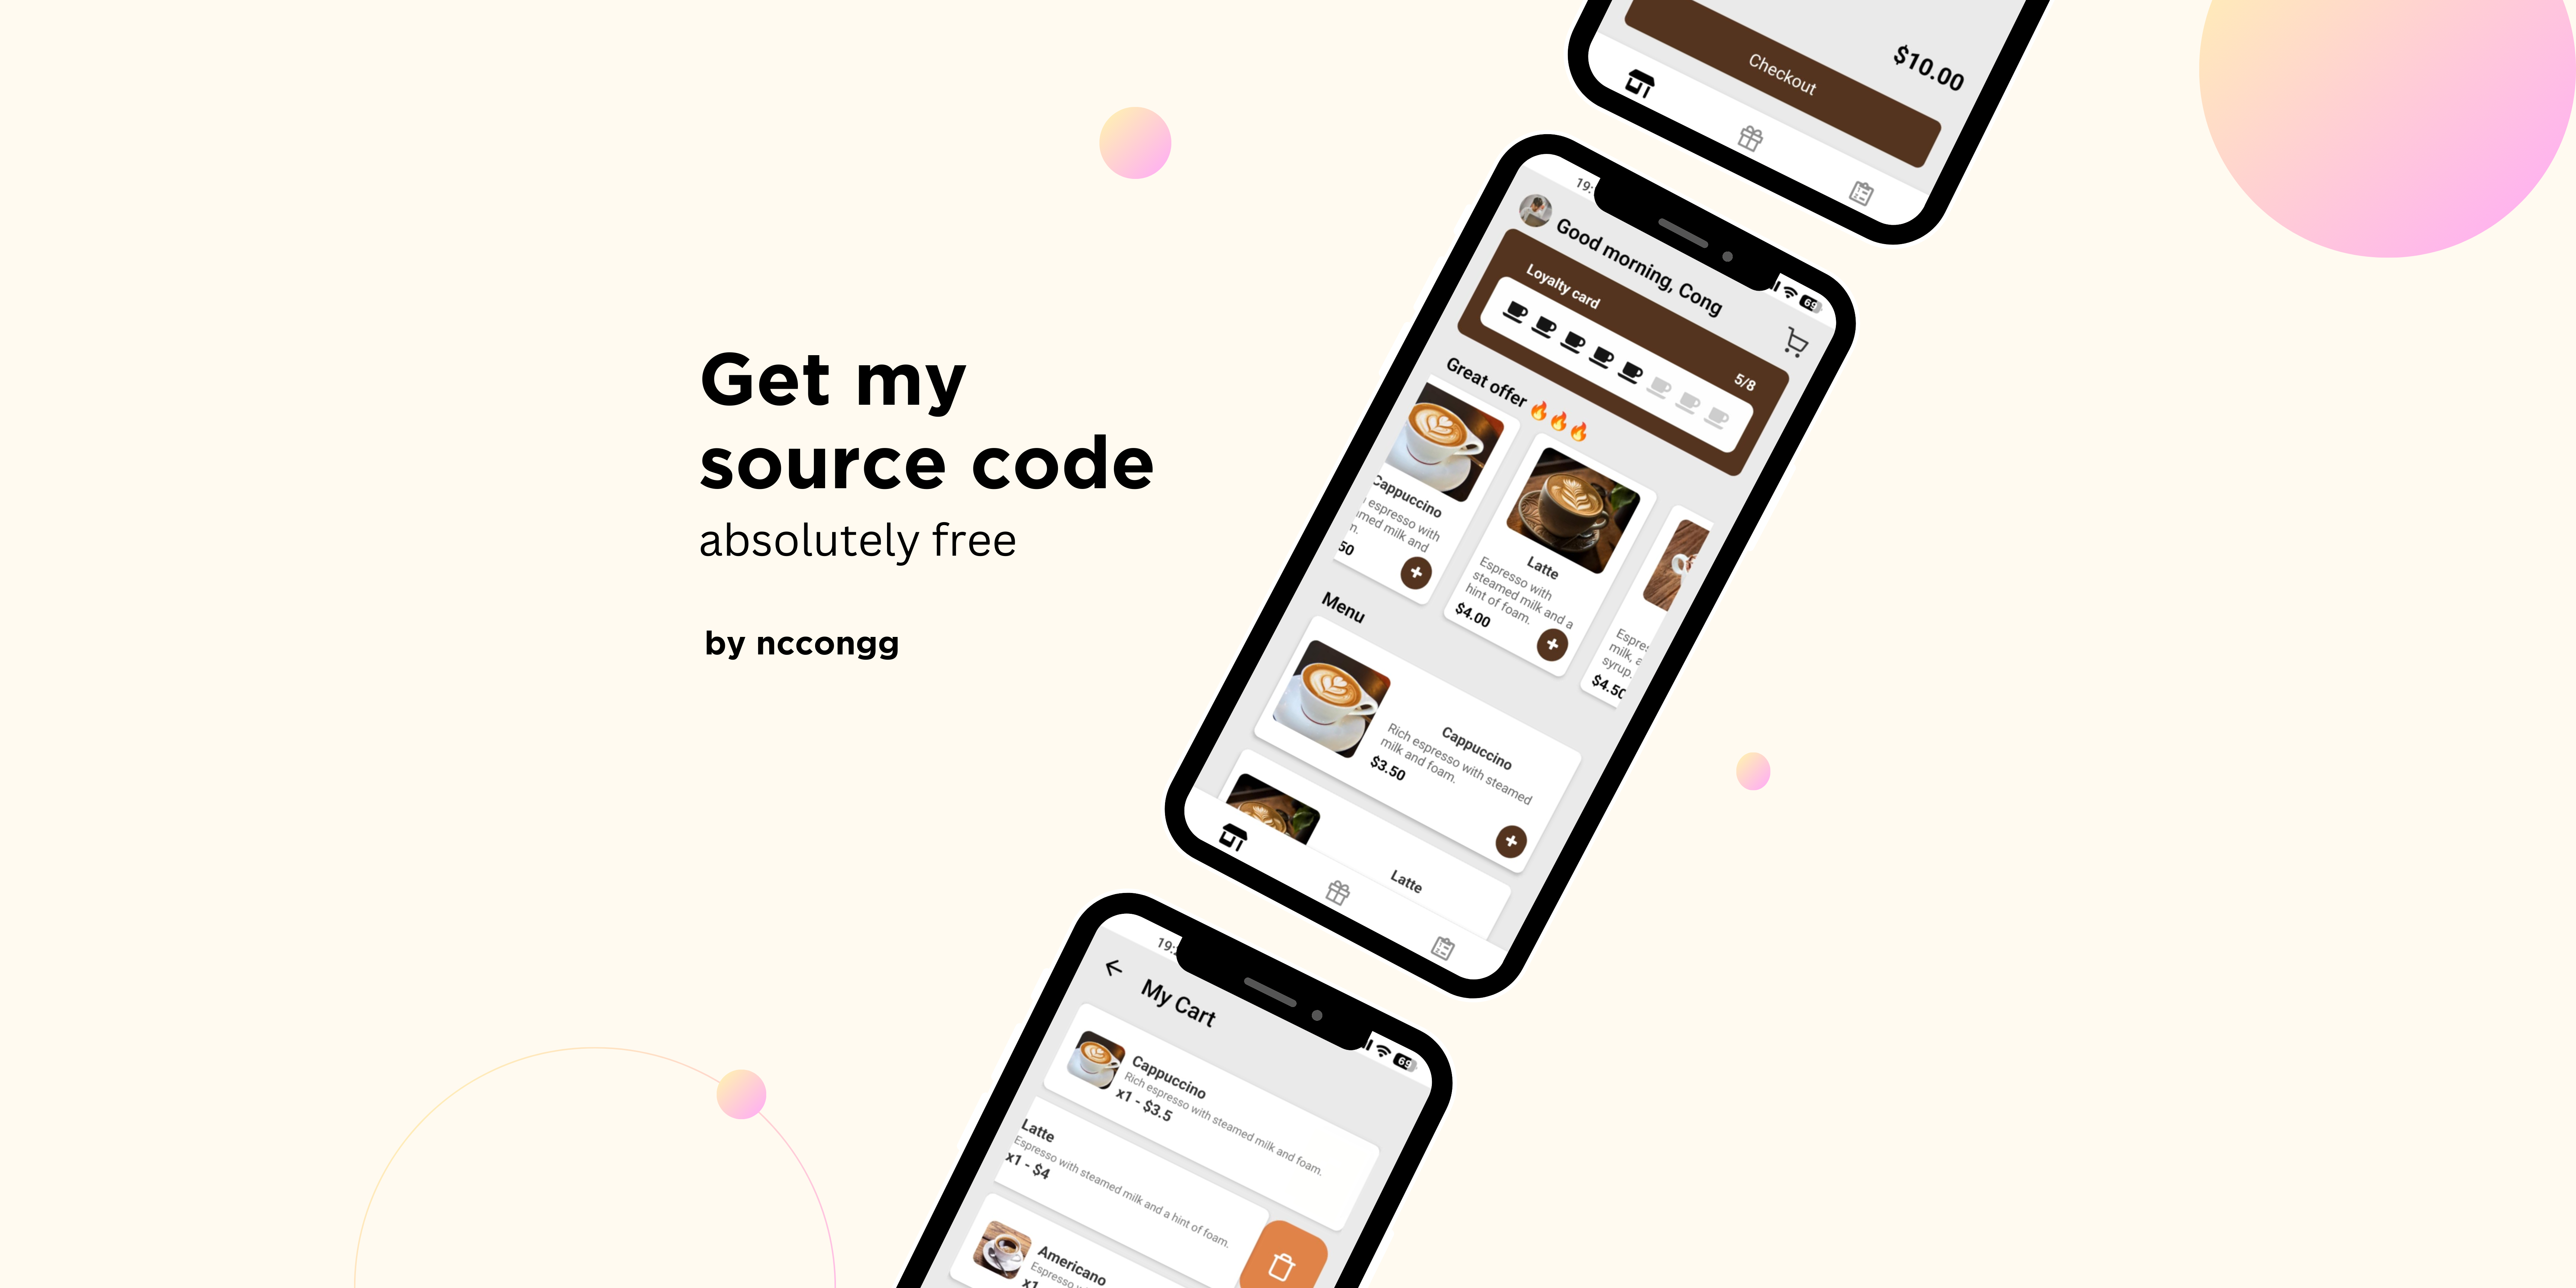 Get my
source code
absolutely free
by nccongg
$10.00
Checkout
19:
69
Good morning, Cong
Loyalty card
5/8
Great offer 🔥🔥🔥
Cappuccino
espresso with
milk and
50
Latte
Espresso with
steamed milk and a
hint of foam.
$4.00
milk,
syrup.
$4.50
Menu
Cappuccino
Rich espresso with steamed
milk and foam.
$3.50
Latte
19:
69
My Cart
Cappuccino
Rich espresso with steamed milk and foam.
x1 - $3.5
Latte
Espresso with steamed milk and a hint of foam.
x1 - $4
Americano
Espresso
x1